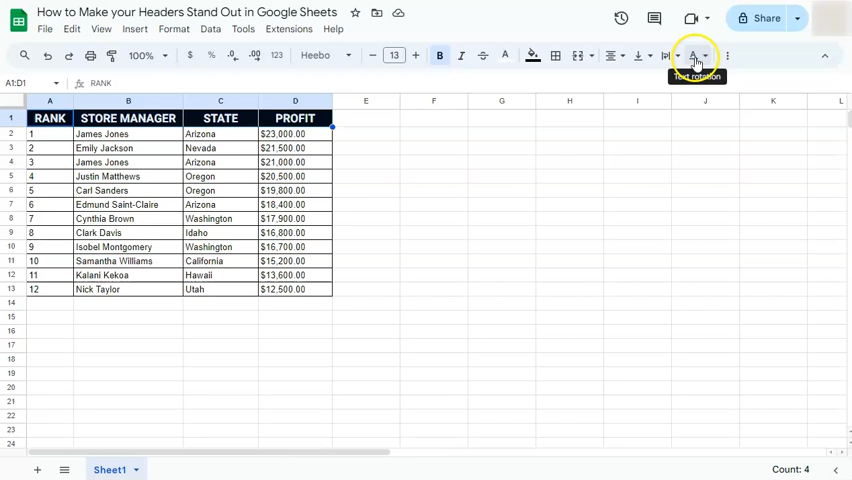 How to Make your Headers Stand Out in Google Sheets
File Edit View Insert Format Data Tools Extensions Help
Share
100% $ % .0 .00 123 Heebo 13 B I S A A
Text rotation
A1:D1 fx RANK
A B C D E F G H I J K L
1 RANK STORE MANAGER STATE PROFIT
2 1 James Jones Arizona $23,000.00
3 2 Emily Jackson Nevada $21,500.00
4 3 James Jones Arizona $21,000.00
5 4 Justin Matthews Oregon $20,500.00
6 5 Carl Sanders Oregon $19,800.00
7 6 Edmund Saint-Claire Arizona $18,400.00
8 7 Cynthia Brown Washington $17,900.00
9 8 Clark Davis Idaho $16,800.00
10 9 Isobel Montgomery Washington $16,700.00
11 10 Samantha Williams California $15,200.00
12 11 Kalani Kekoa Hawaii $13,600.00
13 12 Nick Taylor Utah $12,500.00
14
15
16
17
18
19
20
21
22
23
24
Sheet1 Count: 4